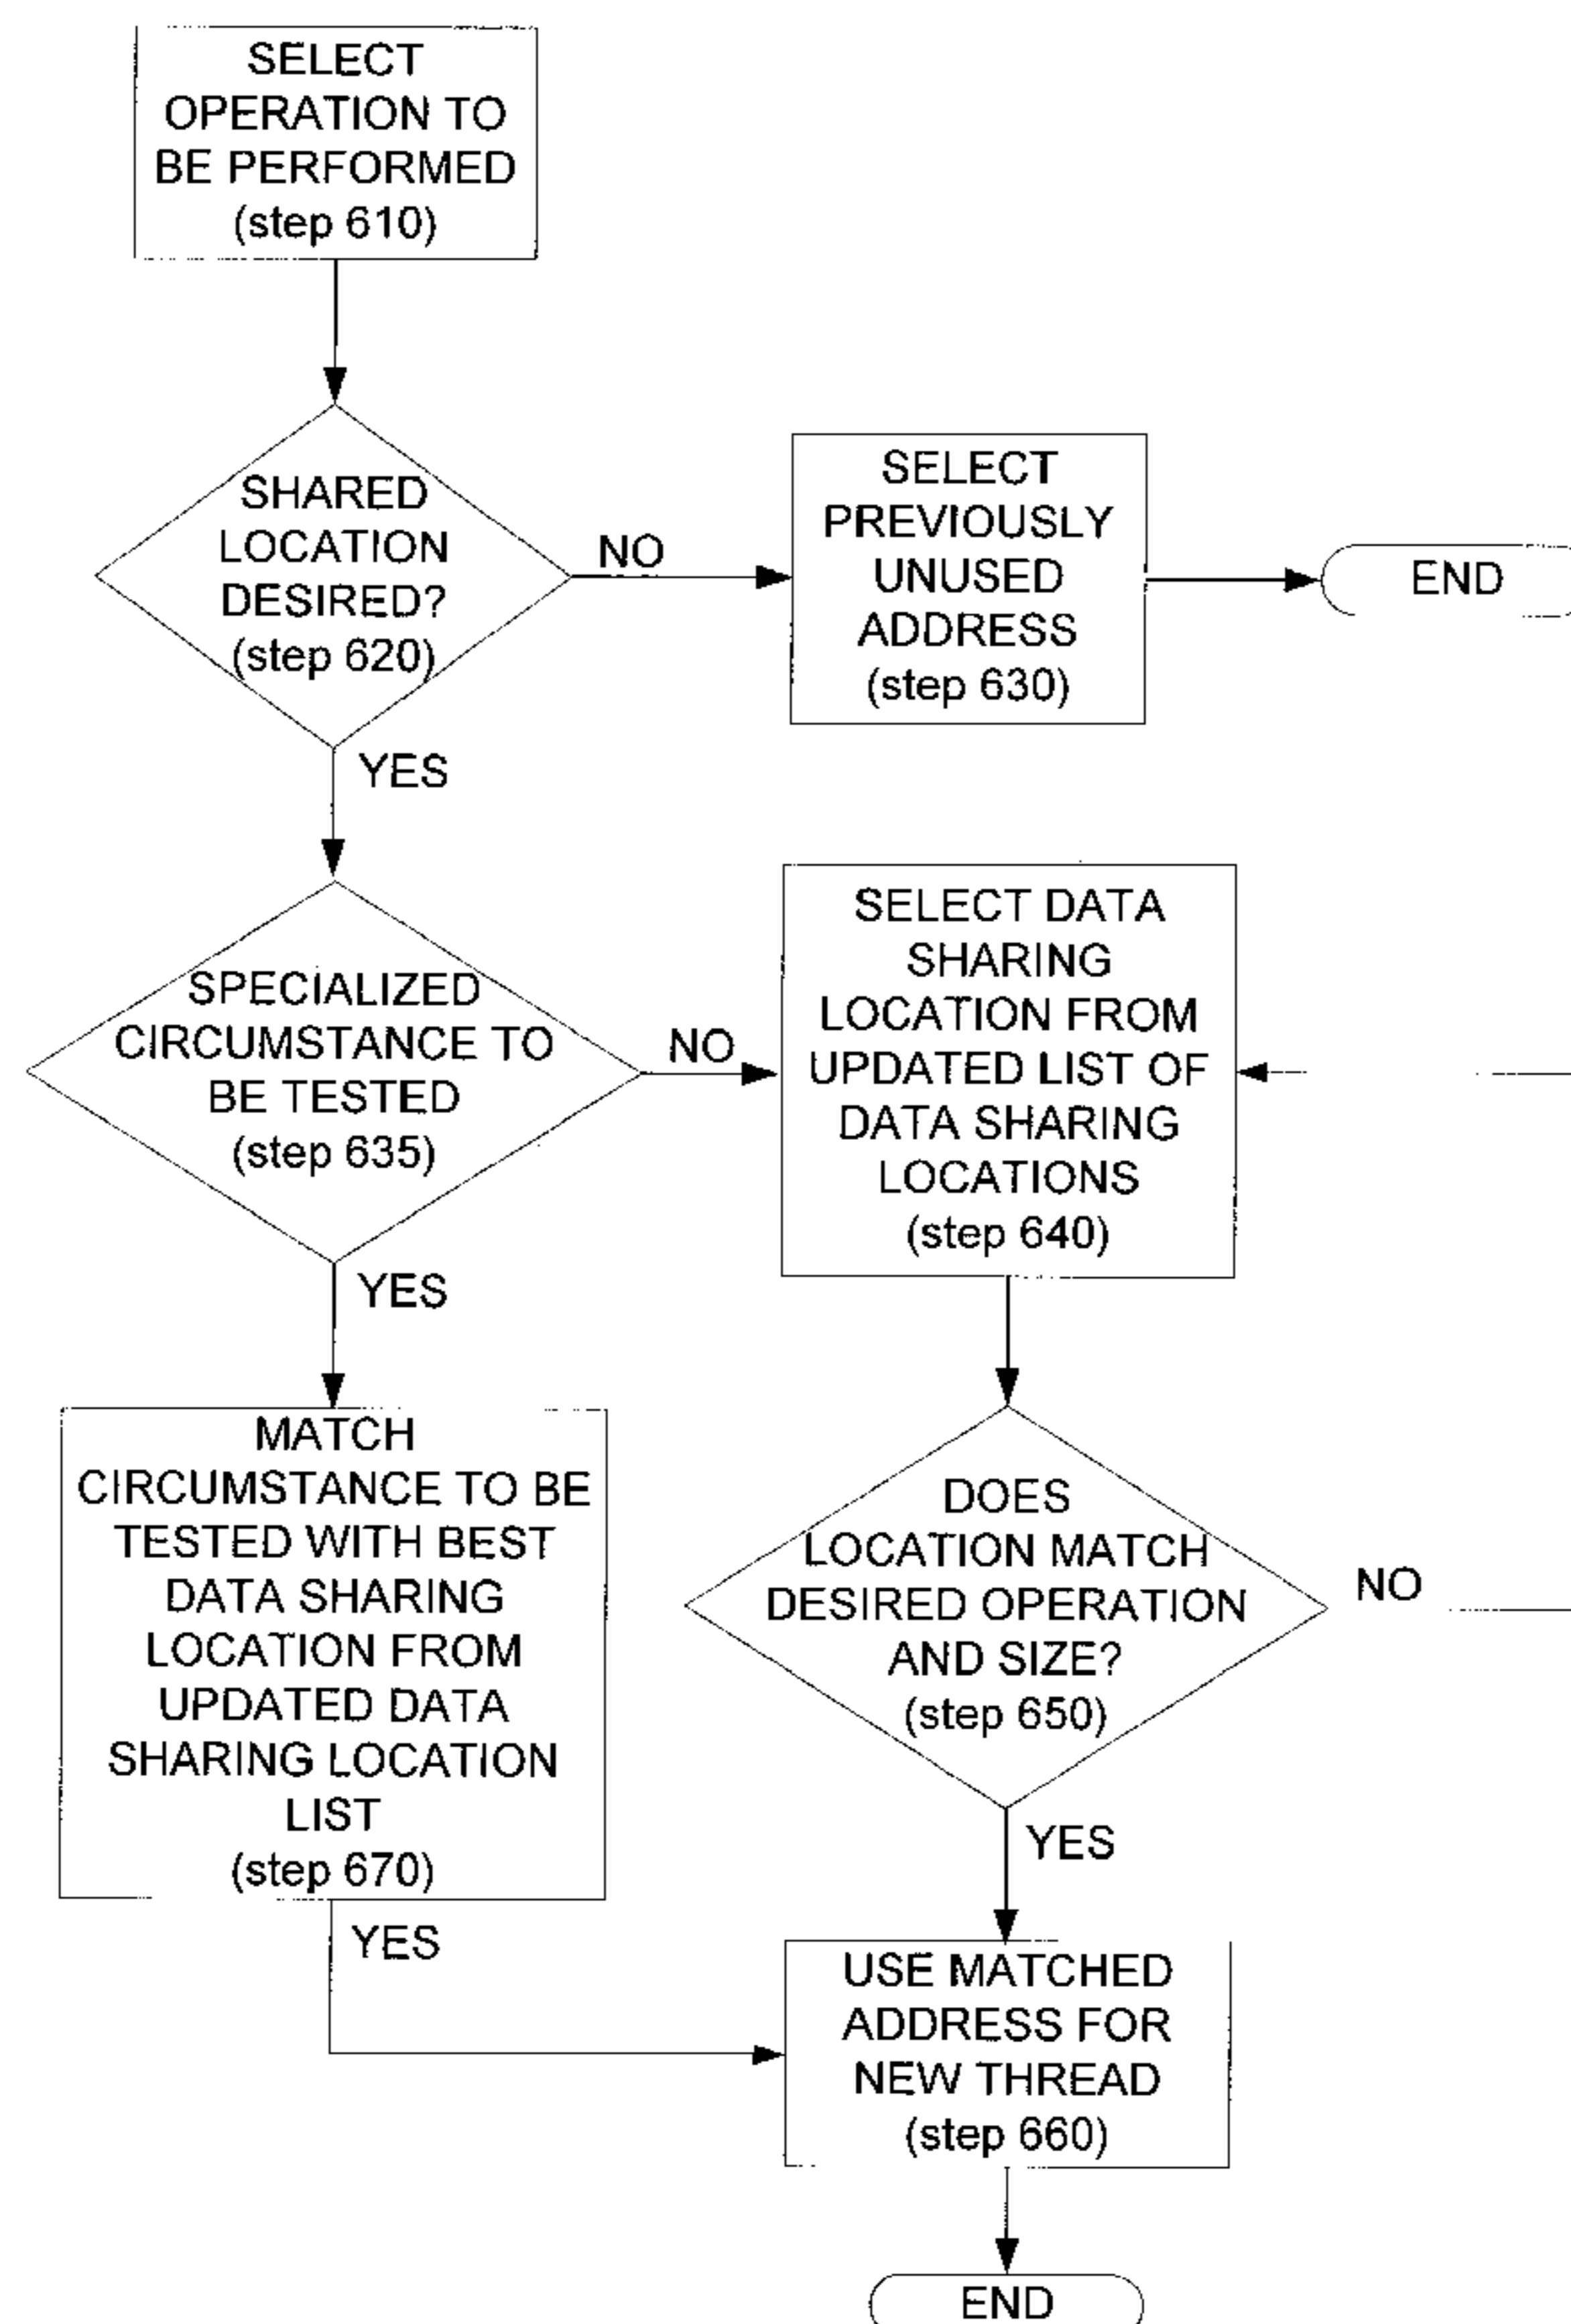 SELECT
OPERATION TO
BE PERFORMED
(step 610)
SHARED
LOCATION
DESIRED?
(step 620)
NO
SELECT
PREVIOUSLY
UNUSED
ADDRESS
(step 630)
END
YES
SPECIALIZED
CIRCUMSTANCE TO
BE TESTED
(step 635)
NO
SELECT DATA
SHARING
LOCATION FROM
UPDATED LIST OF
DATA SHARING
LOCATIONS
(step 640)
YES
MATCH
CIRCUMSTANCE TO BE
TESTED WITH BEST
DATA SHARING
LOCATION FROM
UPDATED DATA
SHARING LOCATION
LIST
(step 670)
YES
DOES
LOCATION MATCH
DESIRED OPERATION
AND SIZE?
(step 650)
NO
YES
USE MATCHED
ADDRESS FOR
NEW THREAD
(step 660)
END